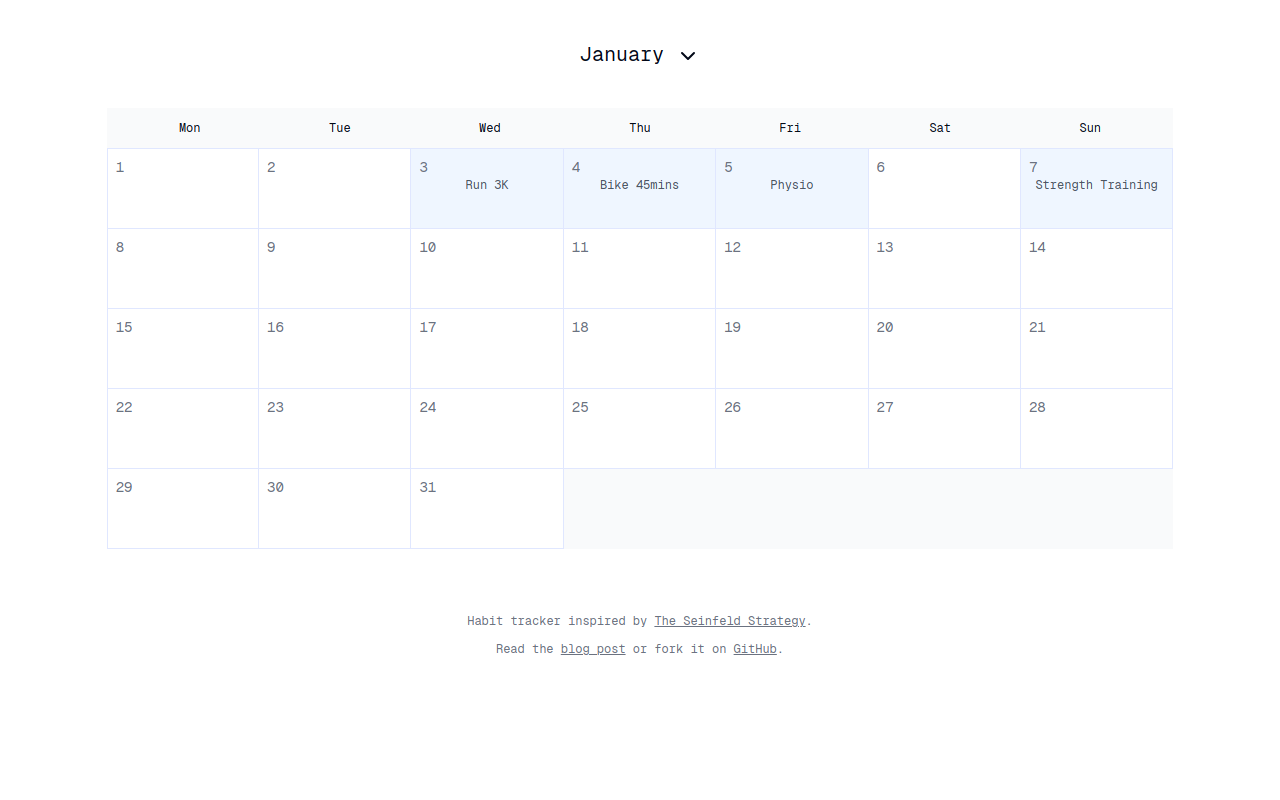 January
Mon Tue Wed Thu Fri Sat Sun
1 2 3 4 5 6 7
Run 3K Bike 45mins Physio Strength Training
8 9 10 11 12 13 14
15 16 17 18 19 20 21
22 23 24 25 26 27 28
29 30 31
Habit tracker inspired by The Seinfeld Strategy.
Read the blog post or fork it on GitHub.